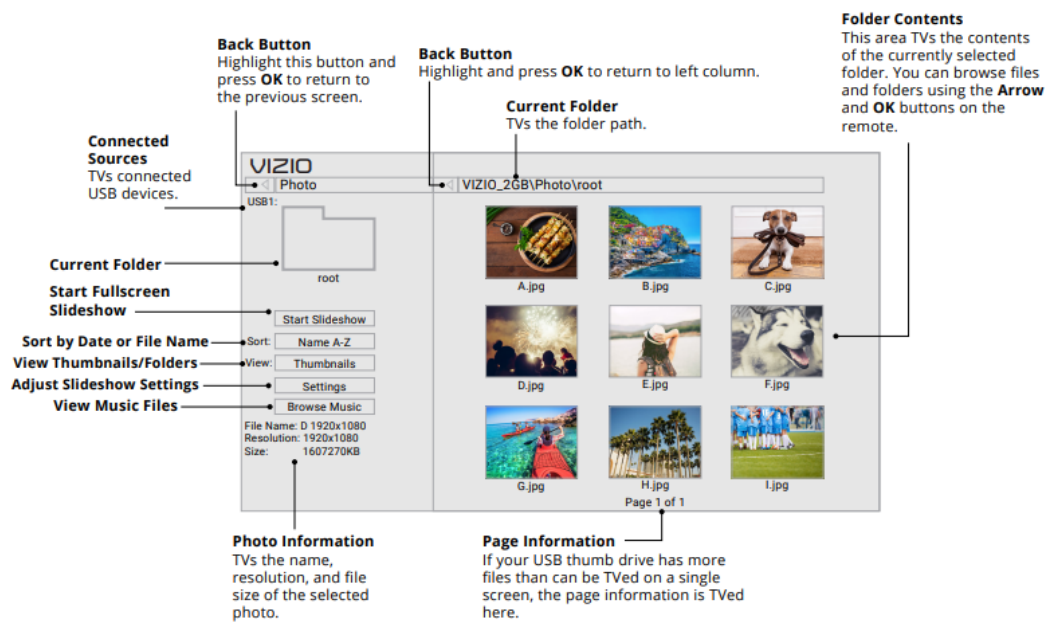 Folder Contents
This area TVs the contents
of the currently selected
folder. You can browse files
and folders using the Arrow
and OK buttons on the
remote.
Back Button
Highlight this button and
press OK to return to
the previous screen.
Back Button
Highlight and press OK to return to left column.
Current Folder
TVs the folder path.
Connected
Sources
TVs connected
USB devices.
VIZIO
Photo
VIZIO_2GB\Photo\root
USB1:
root
Current Folder
Start Fullscreen
Slideshow
Start Slideshow
Sort by Date or File Name
Sort:
Name A-Z
View Thumbnails/Folders
View:
Thumbnails
Adjust Slideshow Settings
Settings
View Music Files
Browse Music
File Name: D 1920x1080
Resolution: 1920x1080
Size: 1607270KB
A.jpg
B.jpg
C.jpg
D.jpg
E.jpg
F.jpg
G.jpg
H.jpg
I.jpg
Page 1 of 1
Photo Information
TVs the name,
resolution, and file
size of the selected
photo.
Page Information
If your USB thumb drive has more
files than can be TVed on a single
screen, the page information is TVed
here.